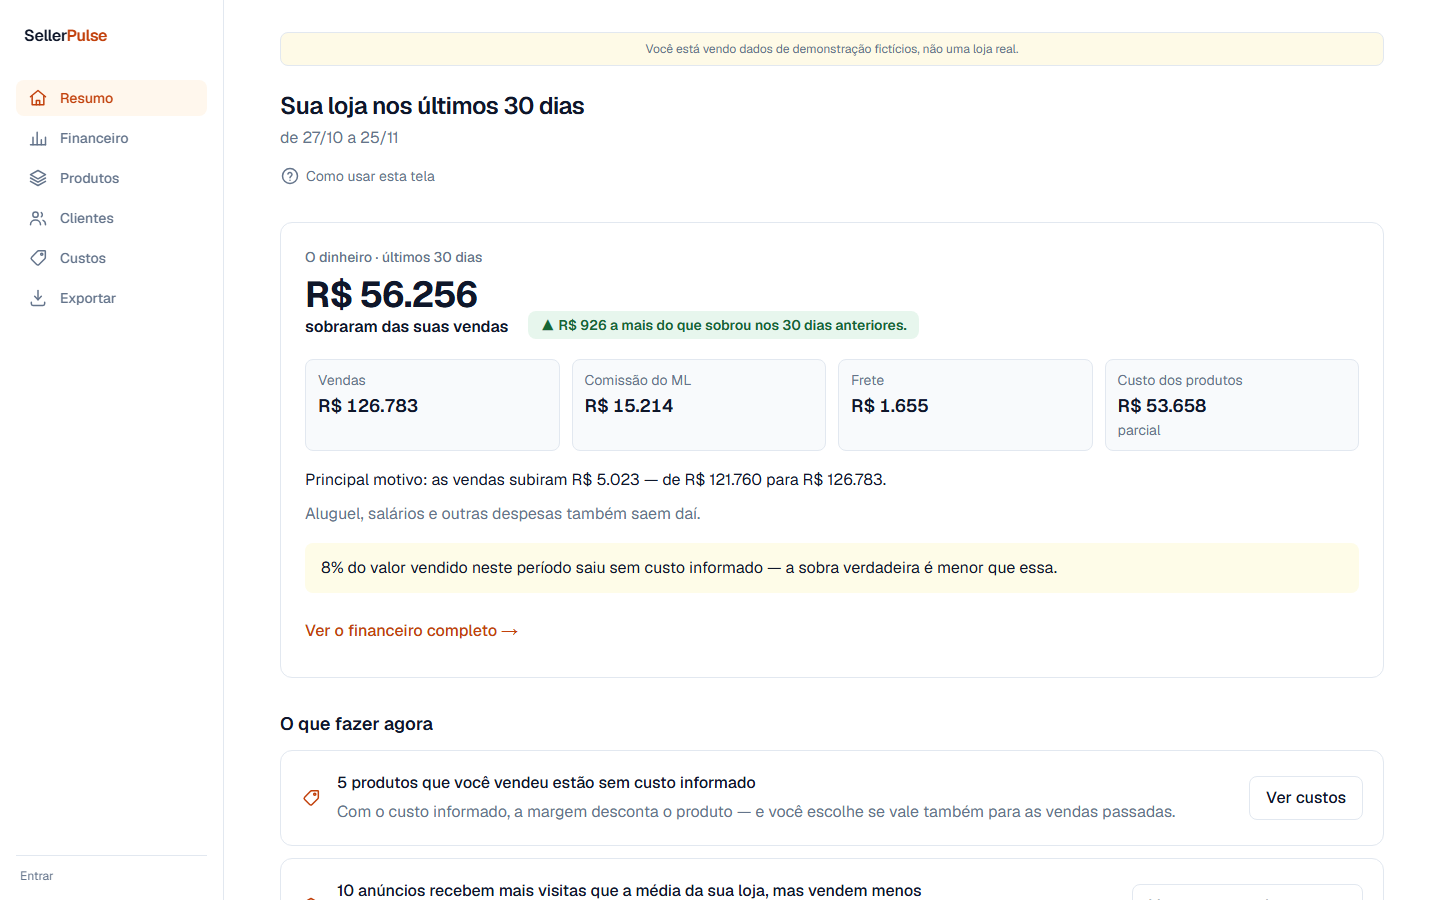 SellerPulse
Resumo
Financeiro
Produtos
Clientes
Custos
Exportar
Entrar
Você está vendo dados de demonstração fictícios, não uma loja real.
Sua loja nos últimos 30 dias
de 27/10 a 25/11
Como usar esta tela
O dinheiro · últimos 30 dias
R$ 56.256
sobraram das suas vendas
▲ R$ 926 a mais do que sobrou nos 30 dias anteriores.
Vendas
R$ 126.783
Comissão do ML
R$ 15.214
Frete
R$ 1.655
Custo dos produtos
R$ 53.658
parcial
Principal motivo: as vendas subiram R$ 5.023 — de R$ 121.760 para R$ 126.783.
Aluguel, salários e outras despesas também saem daí.
8% do valor vendido neste período saiu sem custo informado — a sobra verdadeira é menor que essa.
Ver o financeiro completo →
O que fazer agora
5 produtos que você vendeu estão sem custo informado
Com o custo informado, a margem desconta o produto — e você escolhe se vale também para as vendas passadas.
Ver custos
10 anúncios recebem mais visitas que a média da sua loja, mas vendem menos